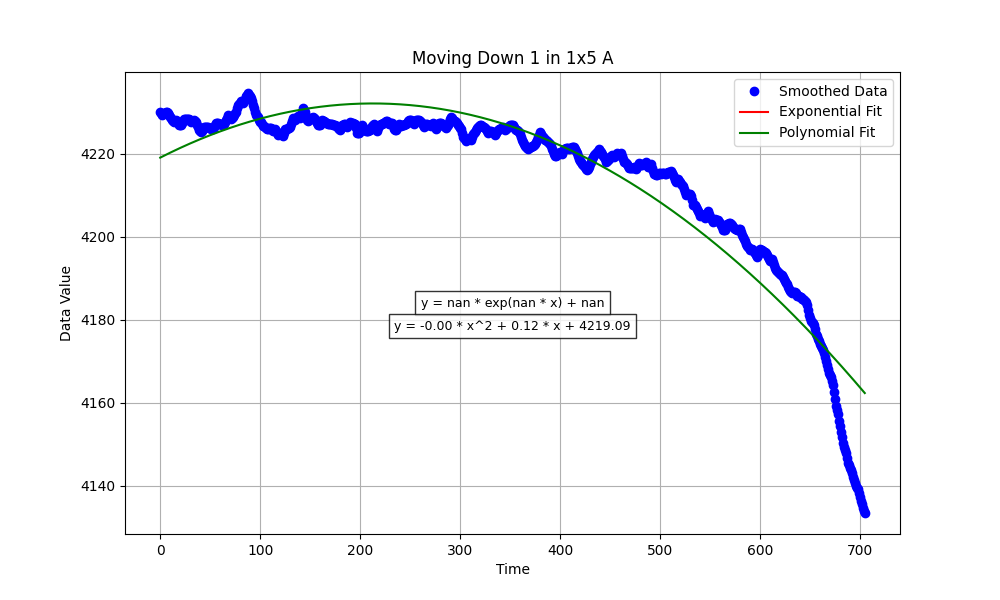 Moving Down 1 in 1x5 A
Smoothed Data
Exponential Fit
Polynomial Fit
4220
4200
4180
4160
4140
Data Value
y = nan * exp(nan * x) + nan
y = -0.00 * x^2 + 0.12 * x + 4219.09
0 100 200 300 400 500 600 700
Time